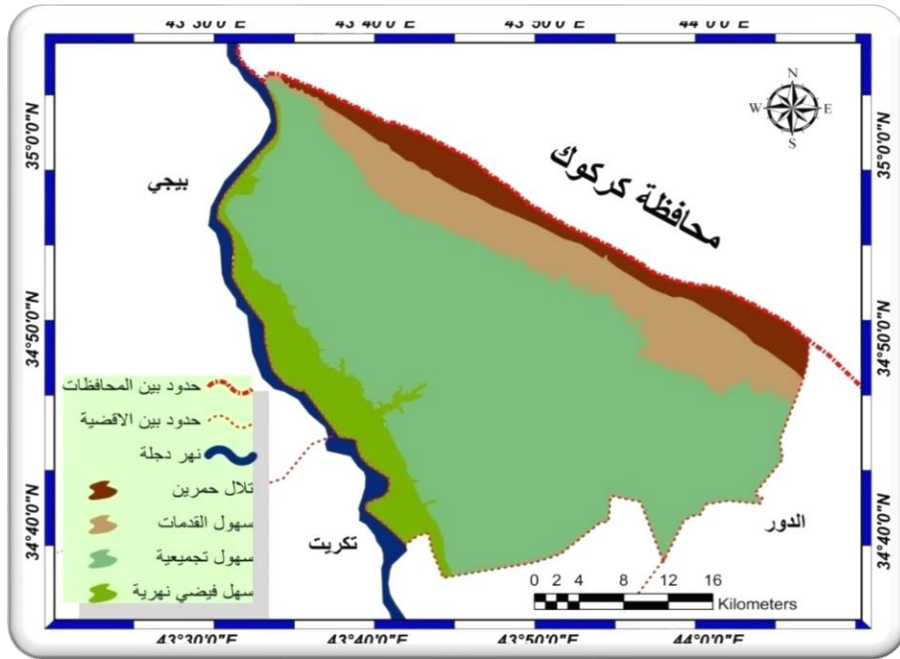 43°30'0"E 43°40'0"E 43°50'0"E 44°0'0"E
N
W E
S
35°0'0"N
35°0'0"N
محافظة كركوك
بيجي
34°50'0"N
34°50'0"N
حدود بين المحافظات
حدود بين الاقضية
نهر دجلة
تلال حمرين
سهول القدمات
سهول تجميعية
سهل فيضي نهرية
34°40'0"N
34°40'0"N
الدور
تكريت
0 2 4 8 12 16
Kilometers
43°30'0"E 43°40'0"E 43°50'0"E 44°0'0"E